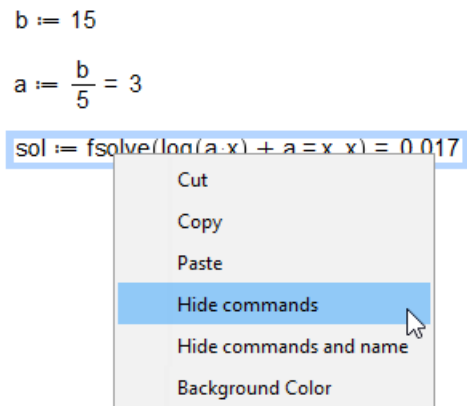 b := 15
a := b/5 = 3
sol := fsolve(log(a·x) + a = x, x) = 0.017
Cut
Copy
Paste
Hide commands
Hide commands and name
Background Color